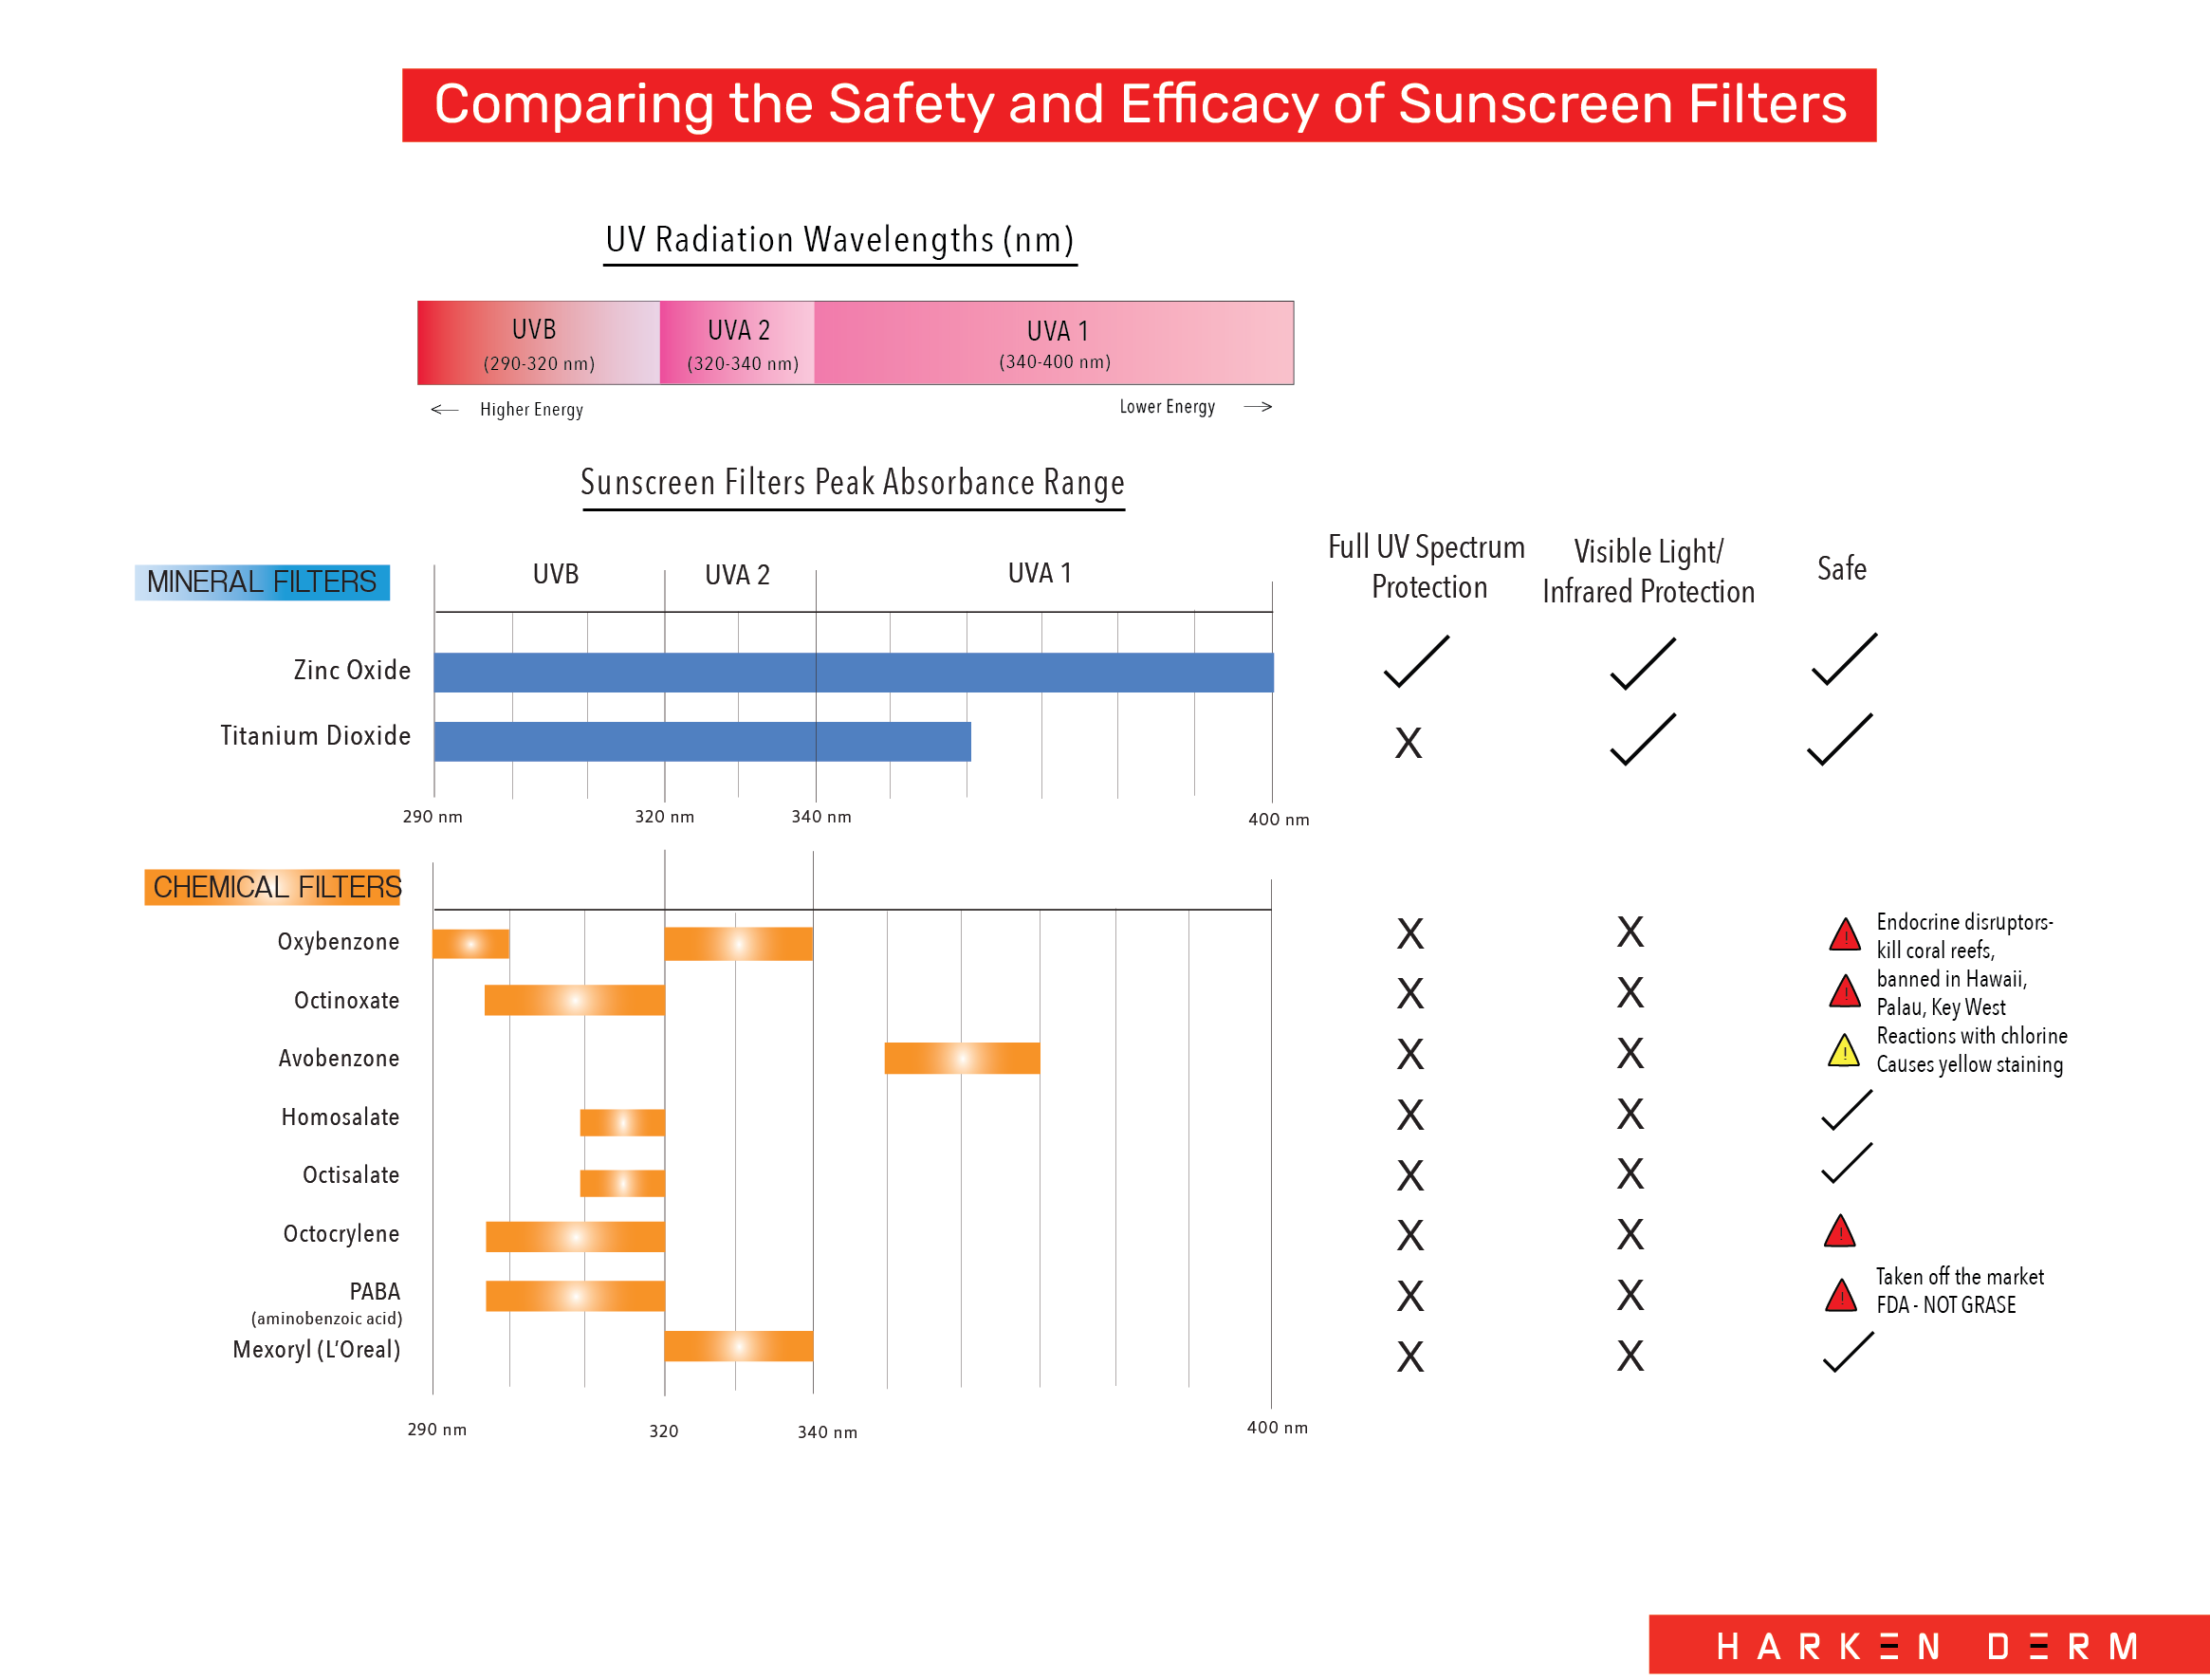 Comparing the Safety and Efficacy of Sunscreen Filters
UV Radiation Wavelengths (nm)
UVB
(290-320 nm)
UVA 2
(320-340 nm)
UVA 1
(340-400 nm)
Higher Energy
Lower Energy
Sunscreen Filters Peak Absorbance Range
MINERAL FILTERS
UVB
UVA 2
UVA 1
Full UV Spectrum
Protection
Visible Light/
Infrared Protection
Safe
Zinc Oxide
Titanium Dioxide
X
290 nm
320 nm
340 nm
400 nm
CHEMICAL FILTERS
Oxybenzone
X
X
!
Endocrine disruptors-
kill coral reefs,
banned in Hawaii,
Palau, Key West
Octinoxate
X
X
!
Avobenzone
X
X
!
Reactions with chlorine
Causes yellow staining
Homosalate
X
X
Octisalate
X
X
Octocrylene
X
X
!
PABA
(aminobenzoic acid)
X
X
!
Taken off the market
FDA - NOT GRASE
Mexoryl (L'Oreal)
X
X
290 nm
320
340 nm
400 nm
HARKEN DERM